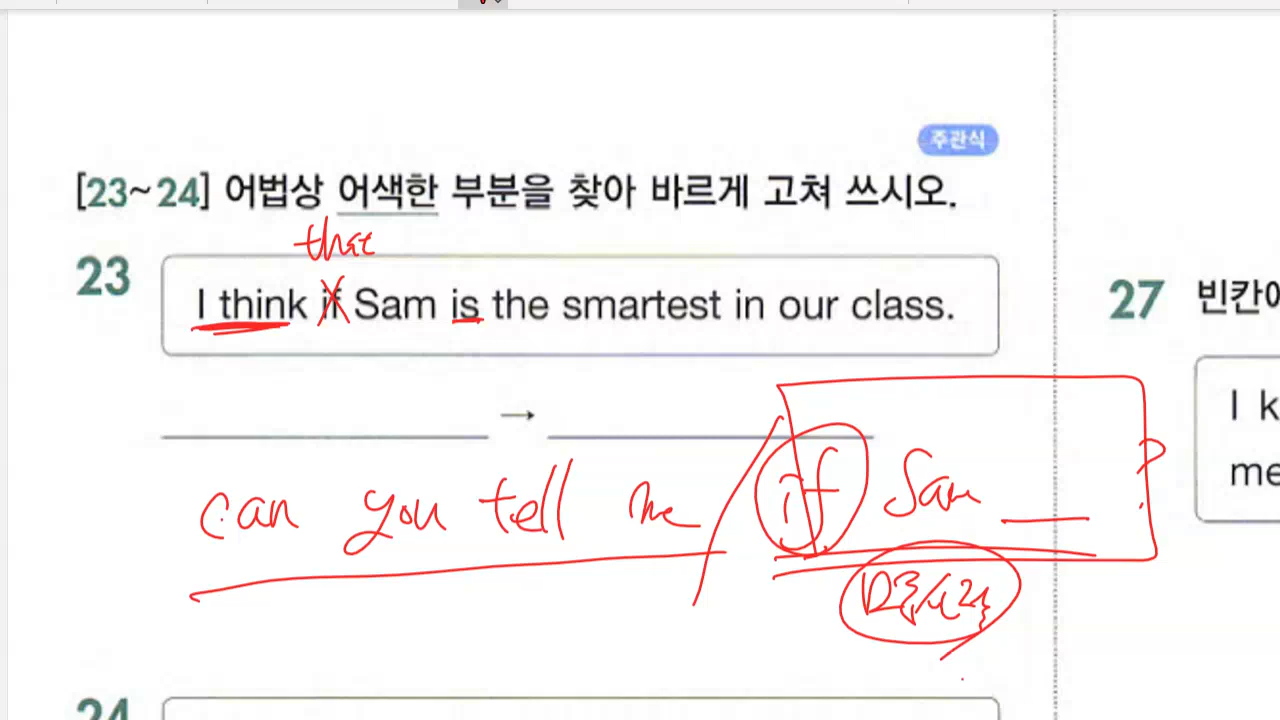 주관식
[23~24] 어법상 어색한 부분을 찾아 바르게 고쳐 쓰시오.
that
23 I think if Sam is the smartest in our class.
→
can you tell me / if Sam ___ ?
24
27 빈칸에
I k
me